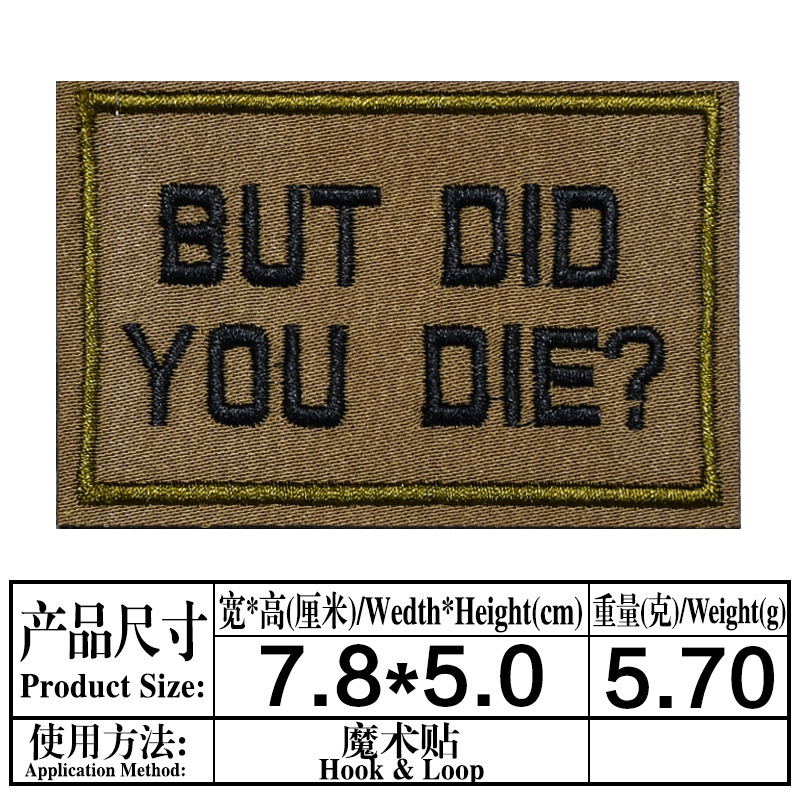 BUT DID
YOU DIE?
产品尺寸
Product Size:
宽*高(厘米)/Wedth*Height(cm)
重量(克)/Weight(g)
7.8*5.0
5.70
使用方法:
Application Method:
魔术贴
Hook & Loop